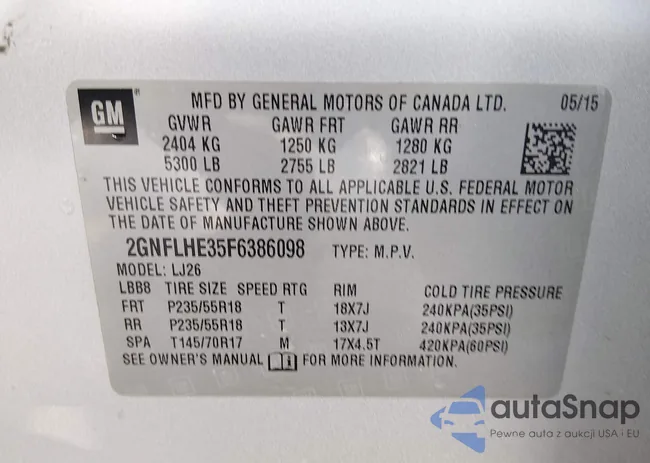 GM
MFD BY GENERAL MOTORS OF CANADA LTD. 05/15
GVWR GAWR FRT GAWR RR
2404 KG 1250 KG 1280 KG
5300 LB 2755 LB 2821 LB
THIS VEHICLE CONFORMS TO ALL APPLICABLE U.S. FEDERAL MOTOR
VEHICLE SAFETY AND THEFT PREVENTION STANDARDS IN EFFECT ON
THE DATE OF MANUFACTURE SHOWN ABOVE.
2GNFLHE35F6386098 TYPE: M.P.V.
MODEL: LJ26
LBB8 TIRE SIZE SPEED RTG RIM COLD TIRE PRESSURE
FRT P235/55R18 T 18X7J 240KPA(35PSI)
RR P235/55R18 T 13X7J 240KPA(35PSI)
SPA T145/70R17 M 17X4.5T 420KPA(60PSI)
SEE OWNER'S MANUAL FOR MORE INFORMATION.
autaSnap
Pewne auta z aukcji USA i EU